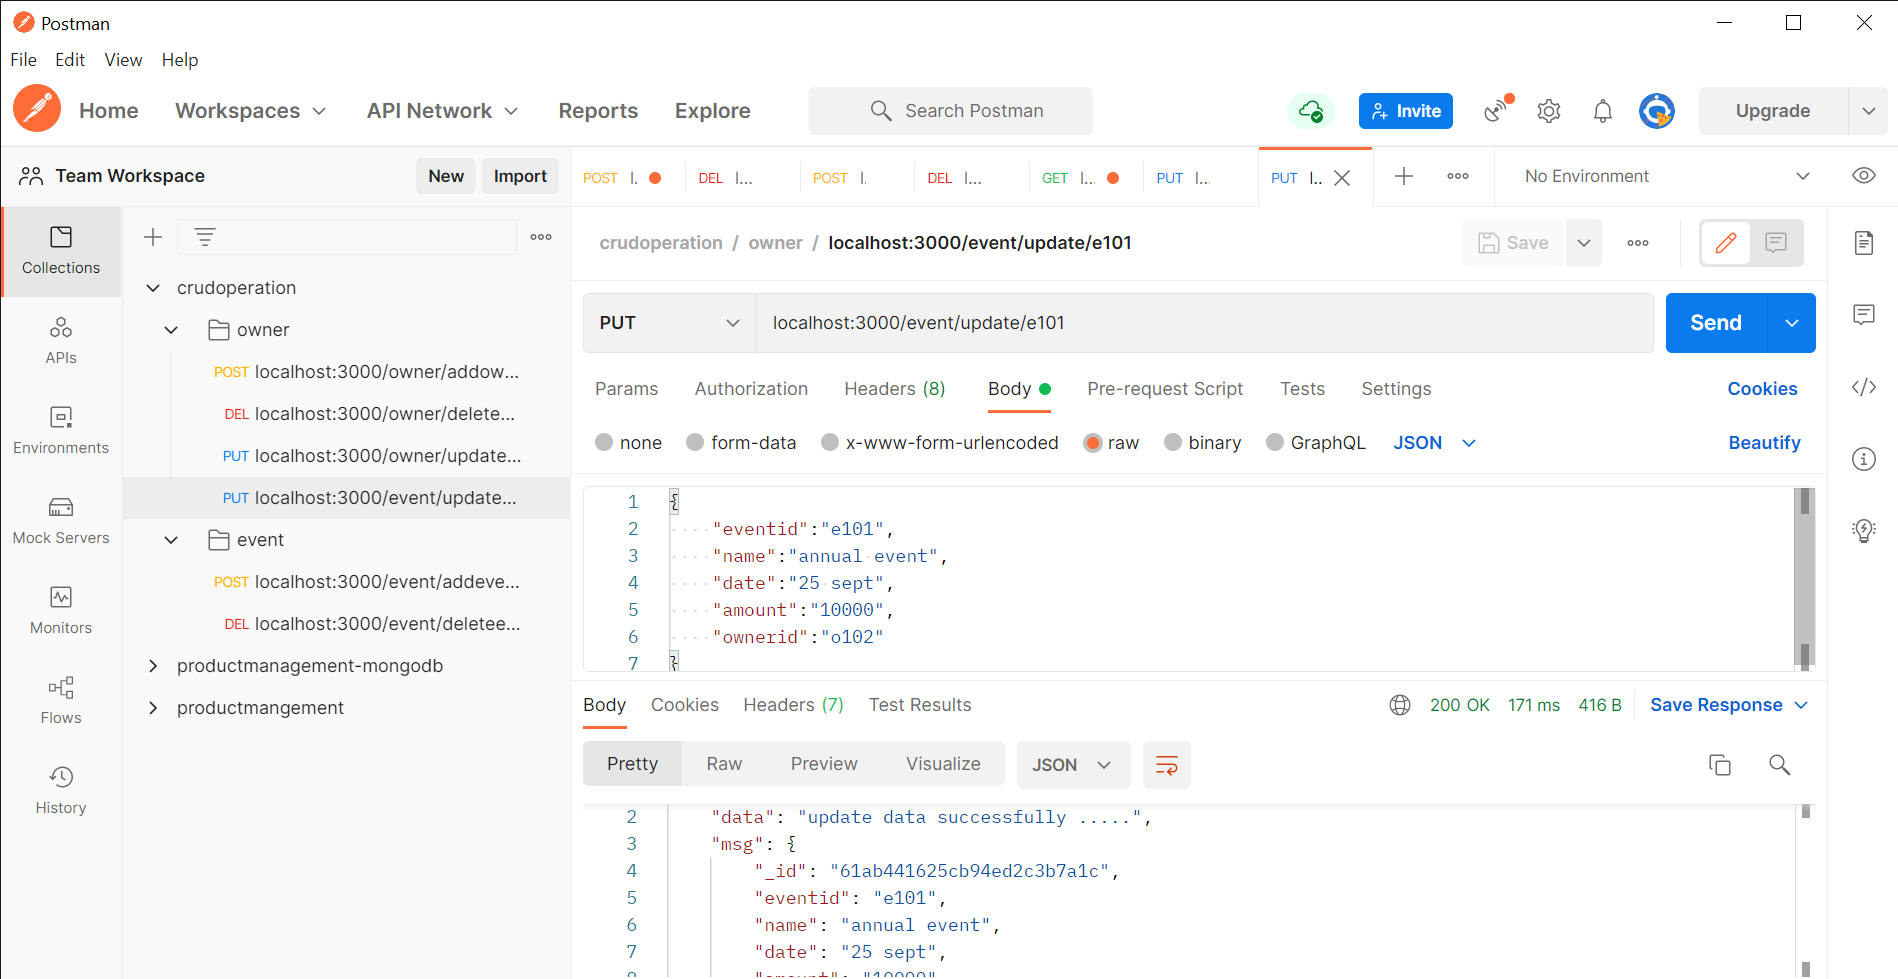 Postman
File Edit View Help
Home Workspaces API Network Reports Explore Search Postman Invite Upgrade
Team Workspace New Import
POST l. DEL l... POST l. DEL l... GET l... PUT l... PUT l.. No Environment
Collections
APIs
Environments
Mock Servers
Monitors
Flows
History
crudoperation
owner
POST localhost:3000/owner/addow...
DEL localhost:3000/owner/delete...
PUT localhost:3000/owner/update...
PUT localhost:3000/event/update...
event
POST localhost:3000/event/addeve...
DEL localhost:3000/event/deletee...
productmanagement-mongodb
productmangement
crudoperation / owner / localhost:3000/event/update/e101 Save
PUT localhost:3000/event/update/e101 Send
Params Authorization Headers (8) Body Pre-request Script Tests Settings Cookies
none form-data x-www-form-urlencoded raw binary GraphQL JSON Beautify
1 {
2 "eventid":"e101",
3 "name":"annual event",
4 "date":"25 sept",
5 "amount":"10000",
6 "ownerid":"o102"
7 }
Body Cookies Headers (7) Test Results 200 OK 171 ms 416 B Save Response
Pretty Raw Preview Visualize JSON
2 "data": "update data successfully .....",
3 "msg": {
4 "_id": "61ab441625cb94ed2c3b7a1c",
5 "eventid": "e101",
6 "name": "annual event",
7 "date": "25 sept",
8 "amount": "10000"